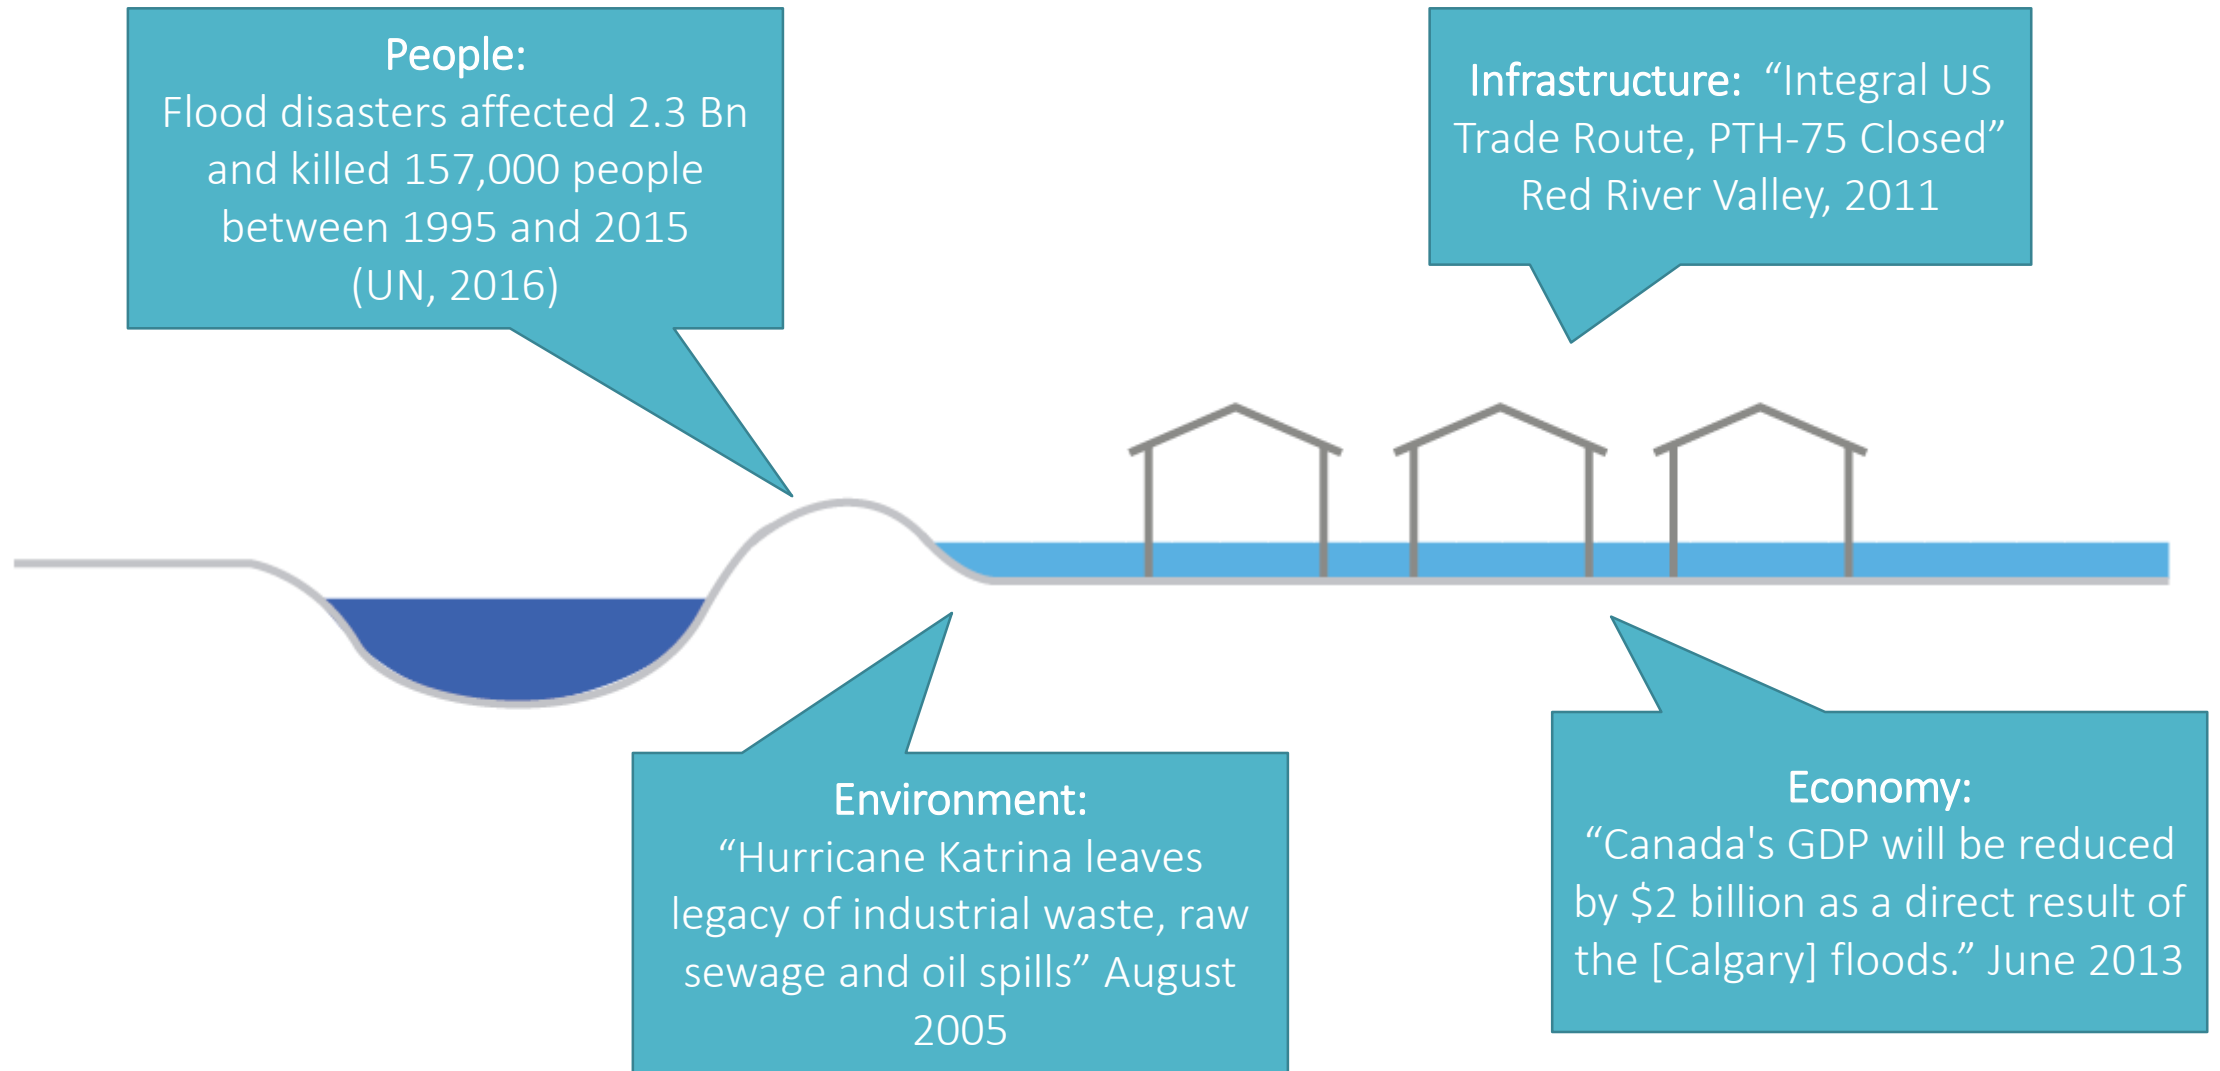 People:
Flood disasters affected 2.3 Bn
and killed 157,000 people
between 1995 and 2015
(UN, 2016)
Infrastructure: “Integral US
Trade Route, PTH-75 Closed”
Red River Valley, 2011
Environment:
“Hurricane Katrina leaves
legacy of industrial waste, raw
sewage and oil spills” August
2005
Economy:
“Canada's GDP will be reduced
by $2 billion as a direct result of
the [Calgary] floods.” June 2013